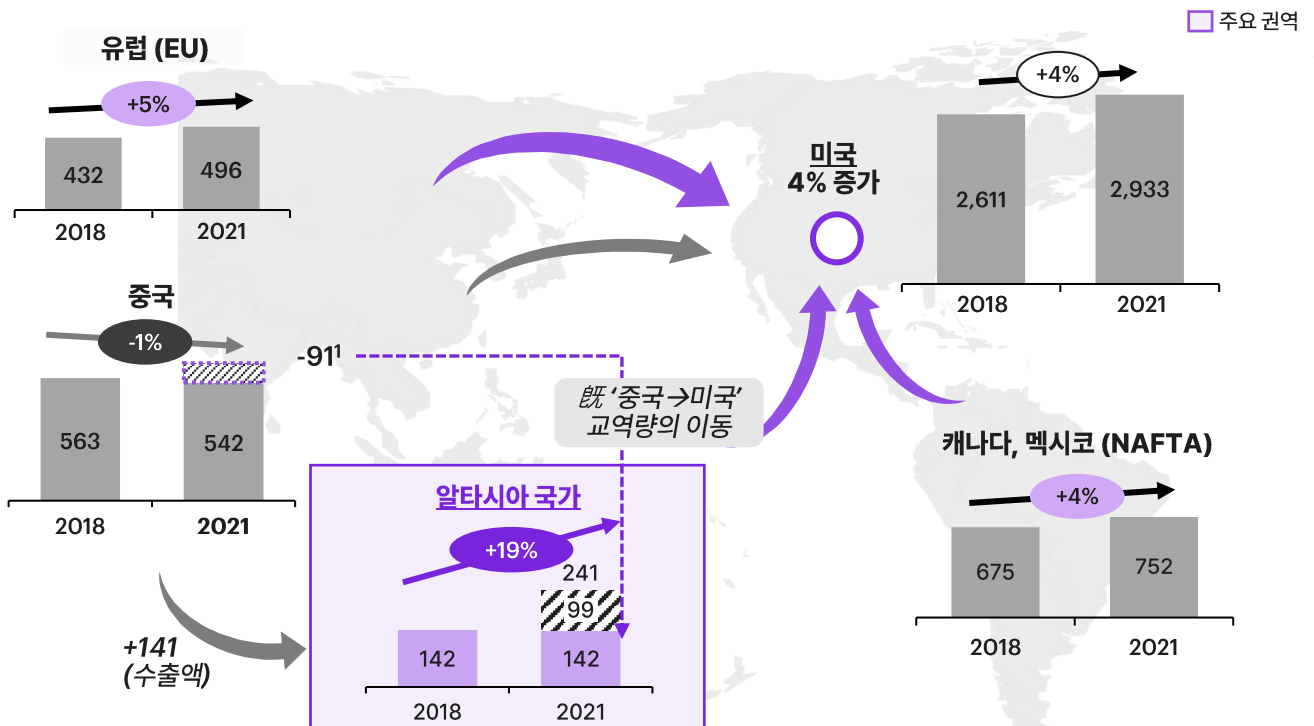 주요 권역
유럽 (EU)
+5%
432
496
2018
2021
중국
-1%
-91¹
563
542
2018
2021
+141
(수출액)
旣 ‘중국→미국’
교역량의 이동
알타시아 국가
+19%
241
99
142
142
2018
2021
미국
4% 증가
+4%
2,611
2,933
2018
2021
캐나다, 멕시코 (NAFTA)
+4%
675
752
2018
2021